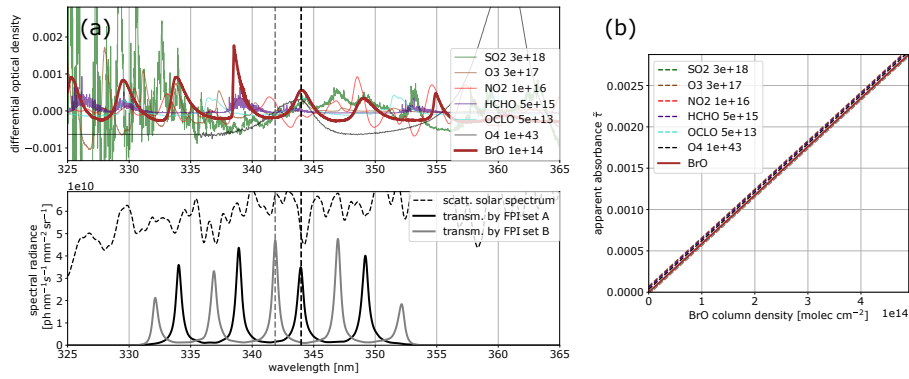 (a)
differential optical density
0.002
0.001
0.000
−0.001
SO2 3e+18
O3 3e+17
NO2 1e+16
HCHO 5e+15
OCLO 5e+13
O4 1e+43
BrO 1e+14
325 330 335 340 345 350 355 360 365
1e10
spectral radiance
[ph nm⁻¹s⁻¹ mm⁻² sr⁻¹]
6
5
4
3
2
1
0
scatt. solar spectrum
transm. by FPI set A
transm. by FPI set B
325 330 335 340 345 350 355 360 365
wavelength [nm]
(b)
apparent absorbance τ̃
0.0025
0.0020
0.0015
0.0010
0.0005
0.0000
SO2 3e+18
O3 3e+17
NO2 1e+16
HCHO 5e+15
OCLO 5e+13
O4 1e+43
BrO
0 1 2 3 4
BrO column density [molec cm⁻²] 1e14